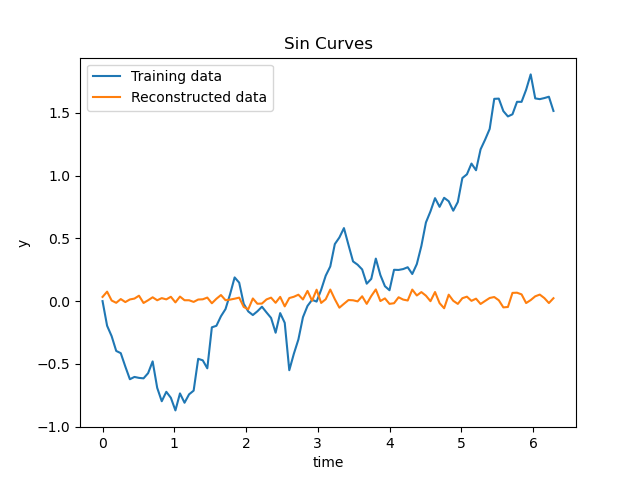 Sin Curves
Training data
Reconstructed data
1.5
1.0
0.5
0.0
−0.5
−1.0
y
0 1 2 3 4 5 6
time